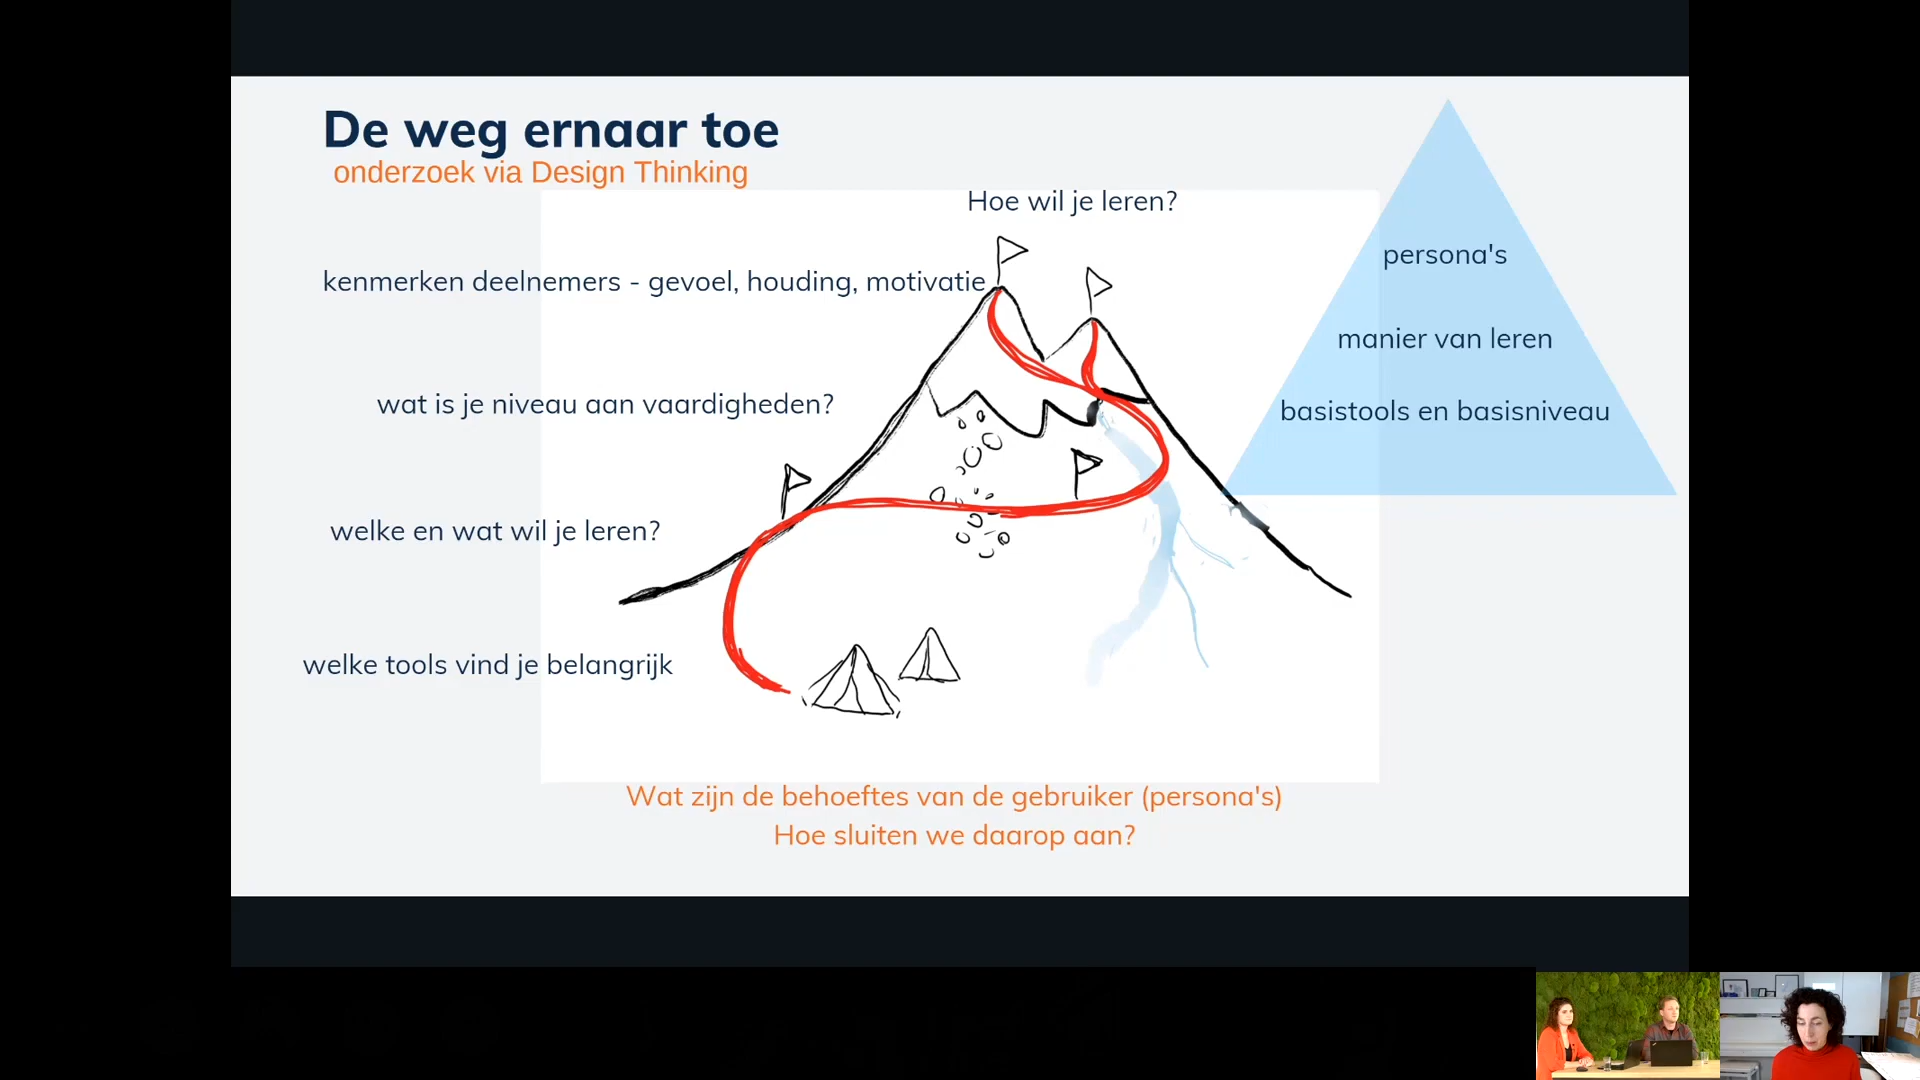 De weg ernaar toe
onderzoek via Design Thinking
Hoe wil je leren?
kenmerken deelnemers - gevoel, houding, motivatie
wat is je niveau aan vaardigheden?
welke en wat wil je leren?
welke tools vind je belangrijk
persona's
manier van leren
basistools en basisniveau
Wat zijn de behoeftes van de gebruiker (persona's)
Hoe sluiten we daarop aan?